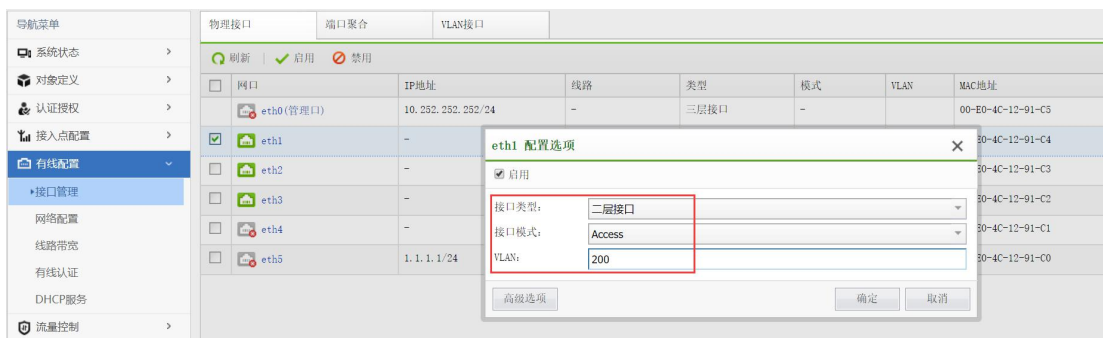 导航菜单
系统状态
对象定义
认证授权
接入点配置
有线配置
接口管理
网络配置
线路带宽
有线认证
DHCP服务
流量控制
物理接口 端口聚合 VLAN接口
刷新 启用 禁用
网口 IP地址 线路 类型 模式 VLAN MAC地址
eth0(管理口) 10.252.252.252/24 - 三层接口 - 00-E0-4C-12-91-C5
eth1 - E0-4C-12-91-C4
eth2 - E0-4C-12-91-C3
eth3 - E0-4C-12-91-C2
eth4 - E0-4C-12-91-C1
eth5 1.1.1.1/24 E0-4C-12-91-C0
eth1 配置选项
启用
接口类型: 二层接口
接口模式: Access
VLAN: 200
高级选项 确定 取消